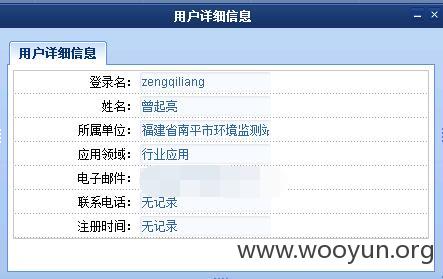 用户详细信息
用户详细信息
登录名： zengqiliang
姓名： 曾起亮
所属单位： 福建省南平市环境监测站
应用领域： 行业应用
电子邮件：
联系电话： 无记录
注册时间： 无记录
www.wooyun.org